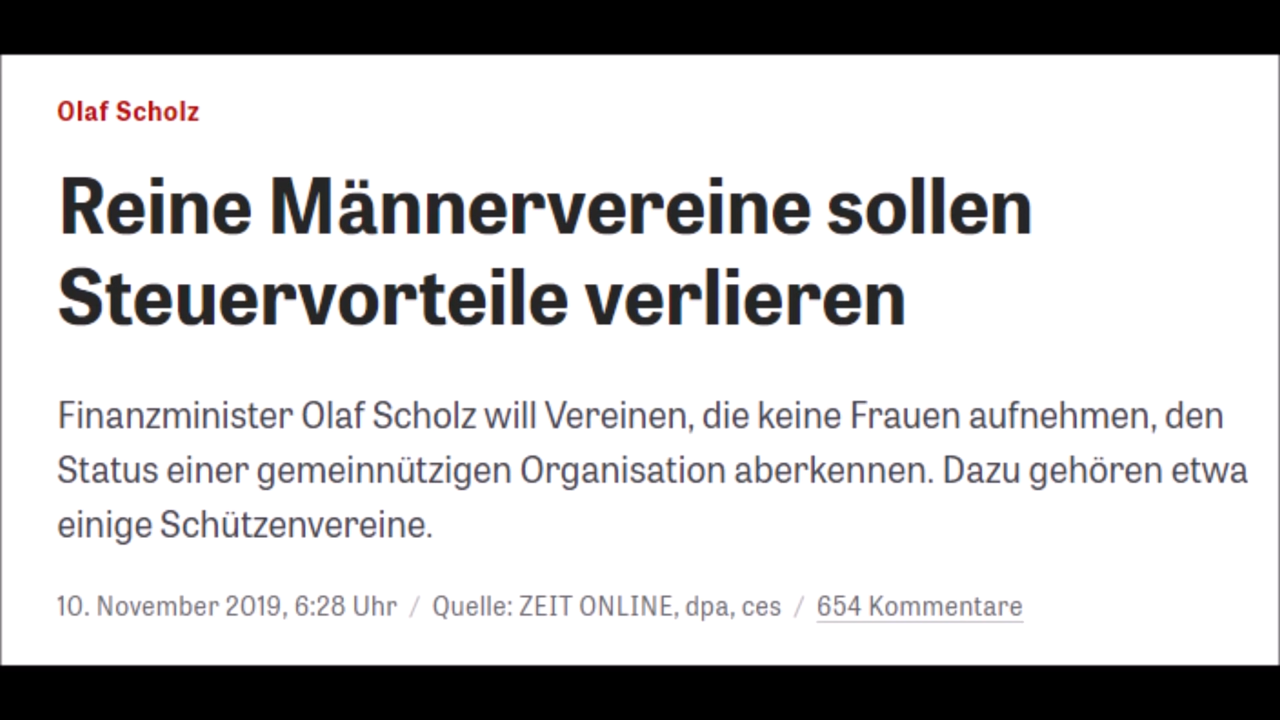 Olaf Scholz
Reine Männervereine sollen
Steuervorteile verlieren
Finanzminister Olaf Scholz will Vereinen, die keine Frauen aufnehmen, den
Status einer gemeinnützigen Organisation aberkennen. Dazu gehören etwa
einige Schützenvereine.
10. November 2019, 6:28 Uhr / Quelle: ZEIT ONLINE, dpa, ces / 654 Kommentare